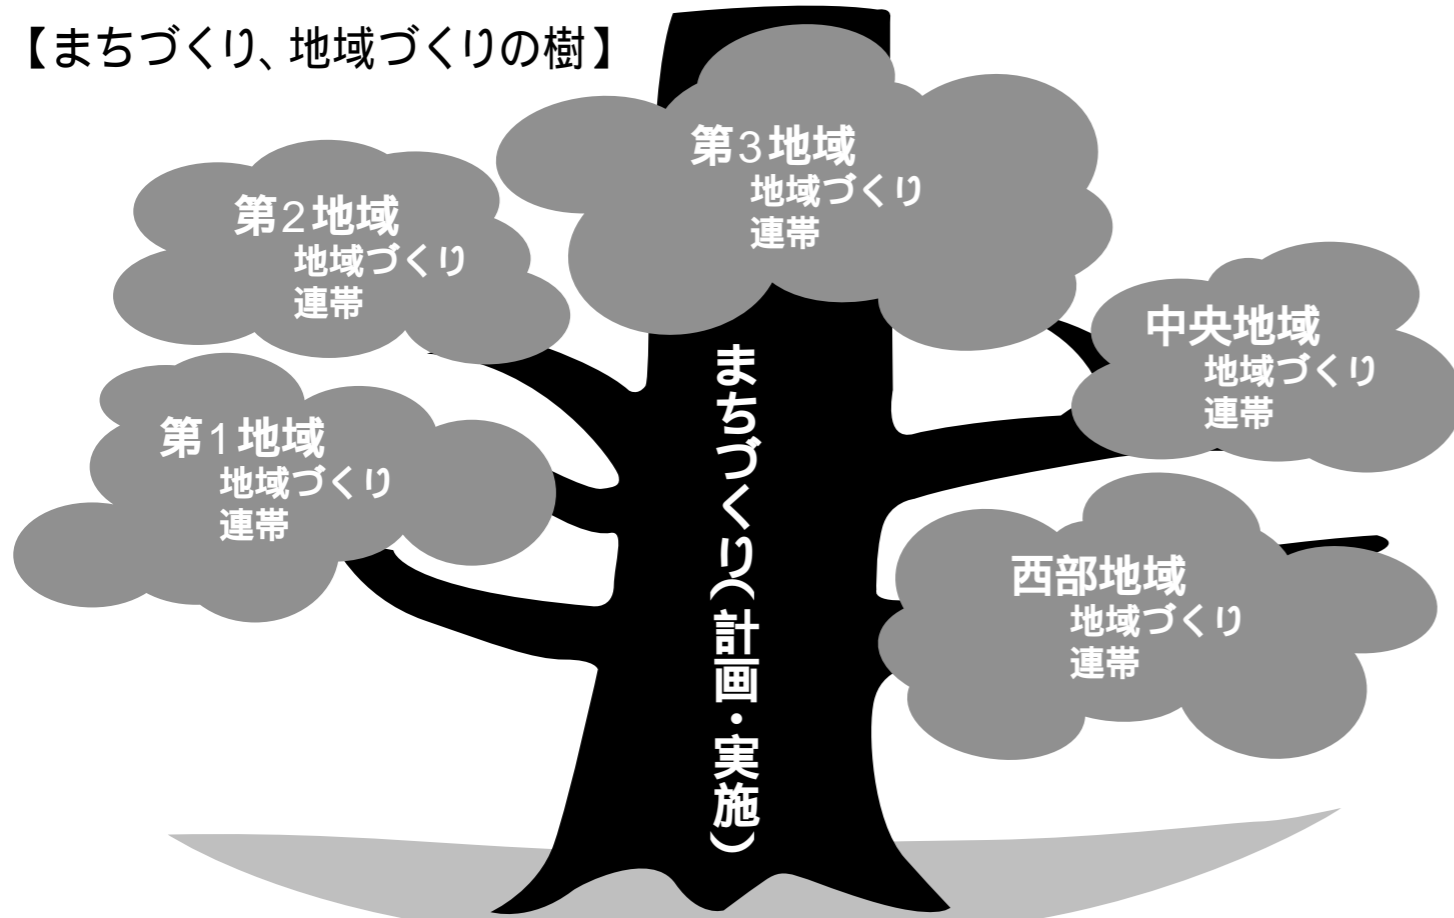 【まちづくり、地域づくりの樹】
第3地域
地域づくり
連帯
第2地域
地域づくり
連帯
中央地域
地域づくり
連帯
第1地域
地域づくり
連帯
西部地域
地域づくり
連帯
まちづくり(計画・実施)